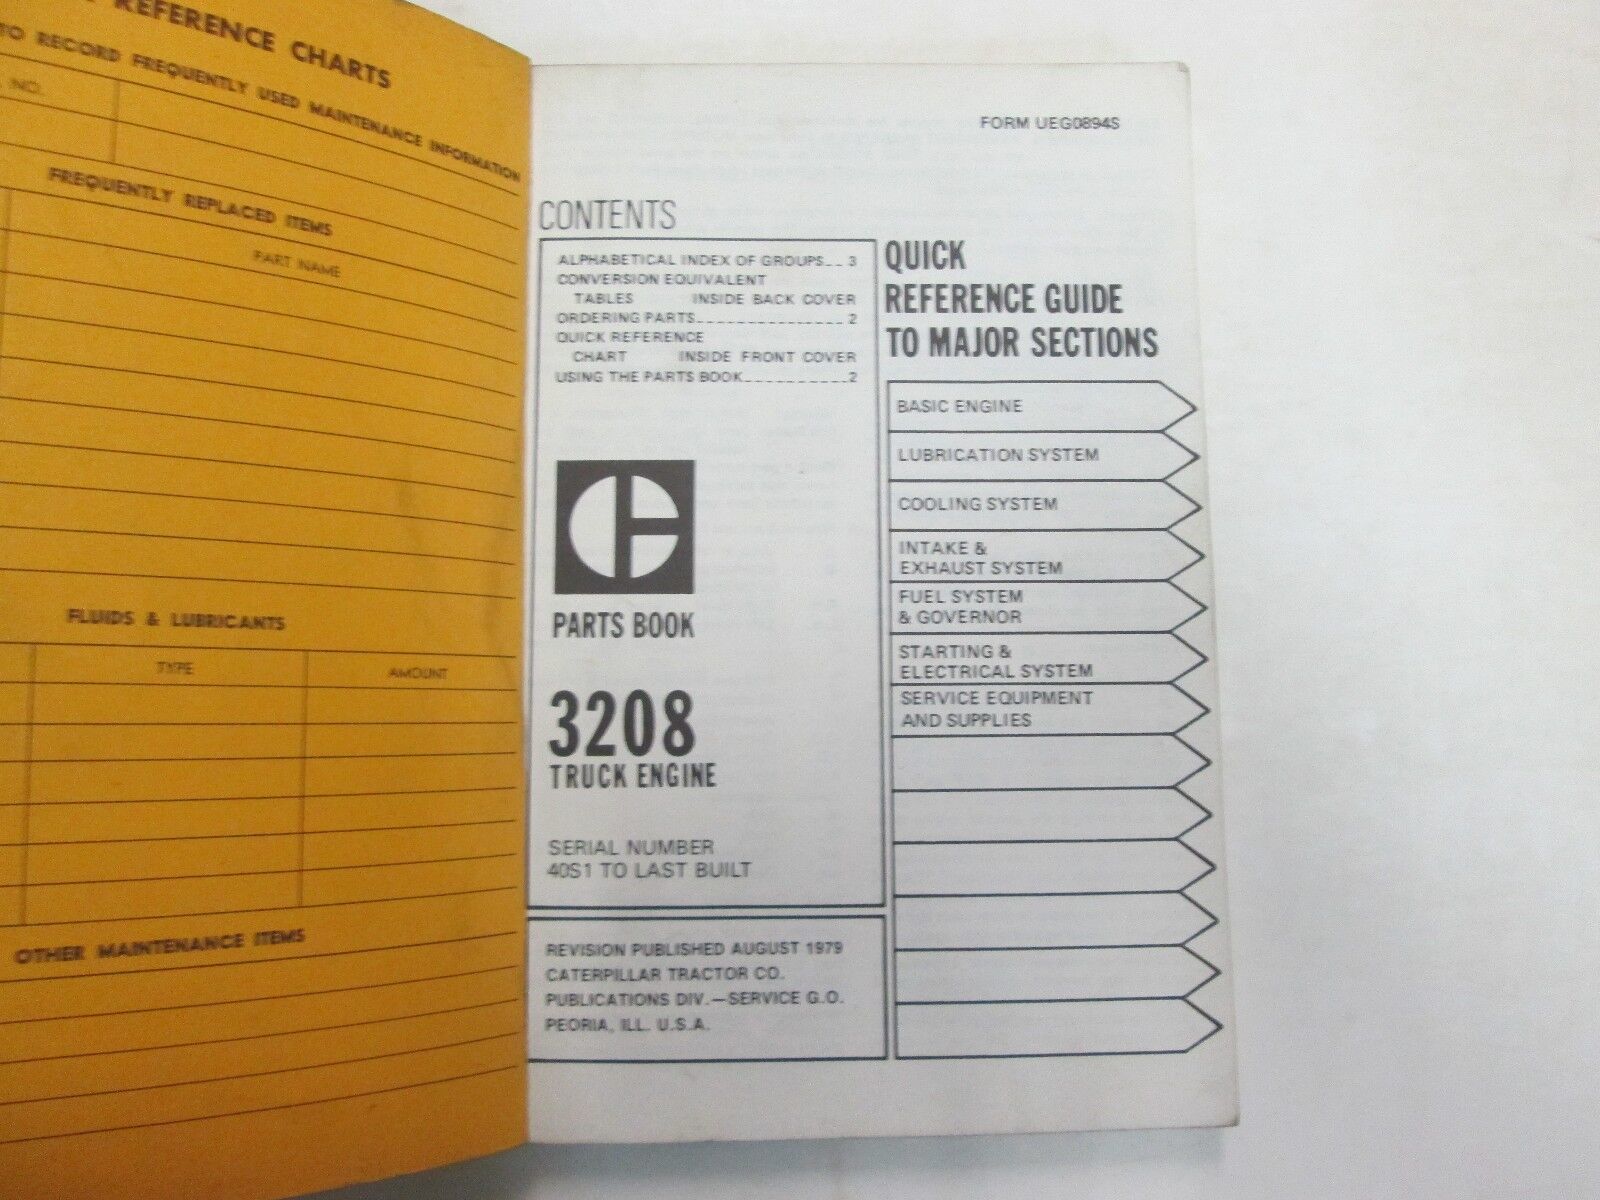 REFERENCE CHARTS
TO RECORD FREQUENTLY USED MAINTENANCE INFORMATION
NO.
FREQUENTLY REPLACED ITEMS
PART NAME
FLUIDS & LUBRICANTS
TYPE AMOUNT
OTHER MAINTENANCE ITEMS
FORM UEG0894S
CONTENTS
ALPHABETICAL INDEX OF GROUPS__ 3
CONVERSION EQUIVALENT
TABLES INSIDE BACK COVER
ORDERING PARTS_______________ 2
QUICK REFERENCE
CHART INSIDE FRONT COVER
USING THE PARTS BOOK__________2
PARTS BOOK
3208
TRUCK ENGINE
SERIAL NUMBER
40S1 TO LAST BUILT
REVISION PUBLISHED AUGUST 1979
CATERPILLAR TRACTOR CO.
PUBLICATIONS DIV.—SERVICE G.O.
PEORIA, ILL. U.S.A.
QUICK
REFERENCE GUIDE
TO MAJOR SECTIONS
BASIC ENGINE
LUBRICATION SYSTEM
COOLING SYSTEM
INTAKE &
EXHAUST SYSTEM
FUEL SYSTEM
& GOVERNOR
STARTING &
ELECTRICAL SYSTEM
SERVICE EQUIPMENT
AND SUPPLIES